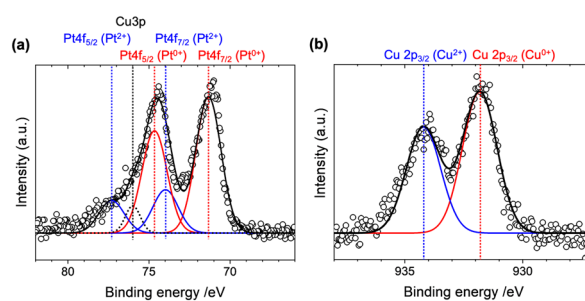 Cu3p
(a)
Pt4f5/2 (Pt2+) Pt4f7/2 (Pt2+)
Pt4f5/2 (Pt0+) Pt4f7/2 (Pt0+)
Intensity (a.u.)
80 75 70
Binding energy /eV
(b)
Cu 2p3/2 (Cu2+) Cu 2p3/2 (Cu0+)
Intensity (a.u.)
935 930
Binding energy /eV